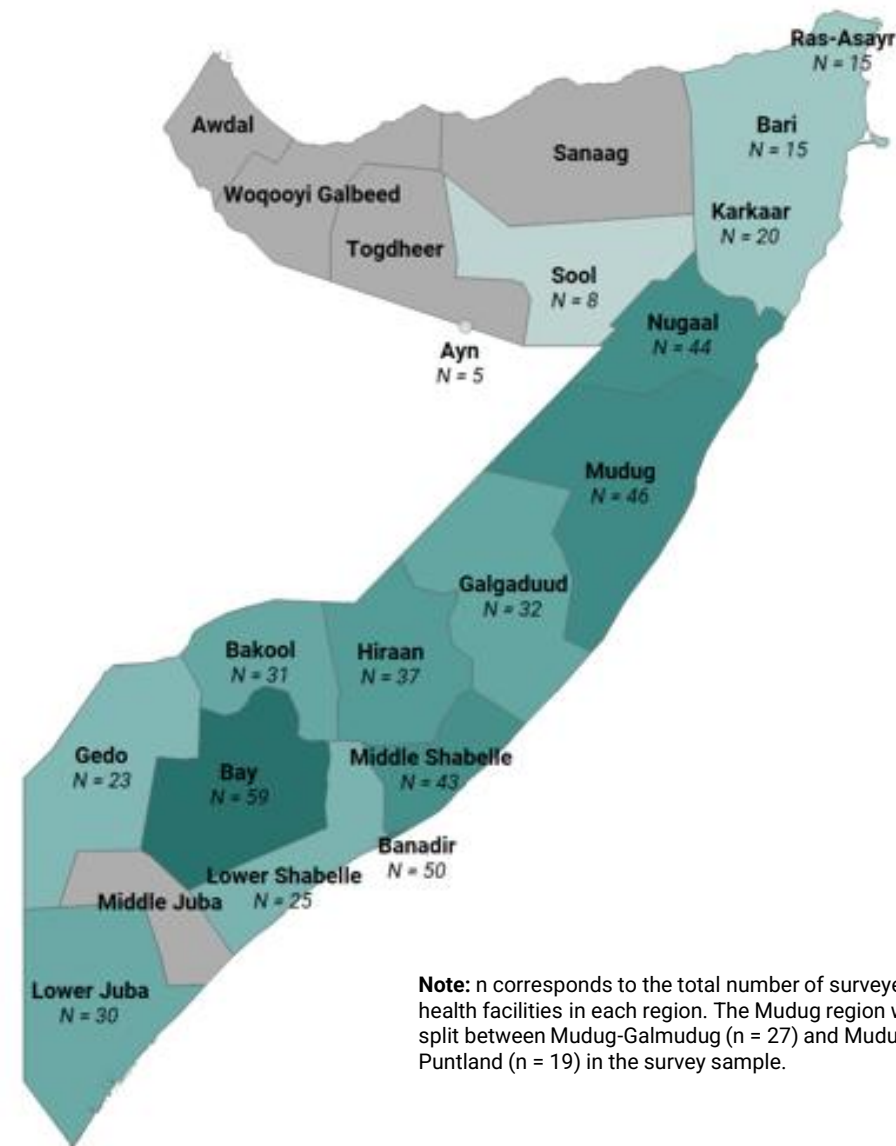 Ras-Asayr
N = 15
Awdal
Bari
N = 15
Sanaag
Woqooyi Galbeed
Karkaar
N = 20
Togdheer
Sool
N = 8
Nugaal
N = 44
Ayn
N = 5
Mudug
N = 46
Galgaduud
N = 32
Bakool
N = 31
Hiraan
N = 37
Gedo
N = 23
Bay
N = 59
Middle Shabelle
N = 43
Banadir
N = 50
Lower Shabelle
N = 25
Middle Juba
Lower Juba
N = 30
Note: n corresponds to the total number of surveye
health facilities in each region. The Mudug region w
split between Mudug-Galmudug (n = 27) and Mudu
Puntland (n = 19) in the survey sample.